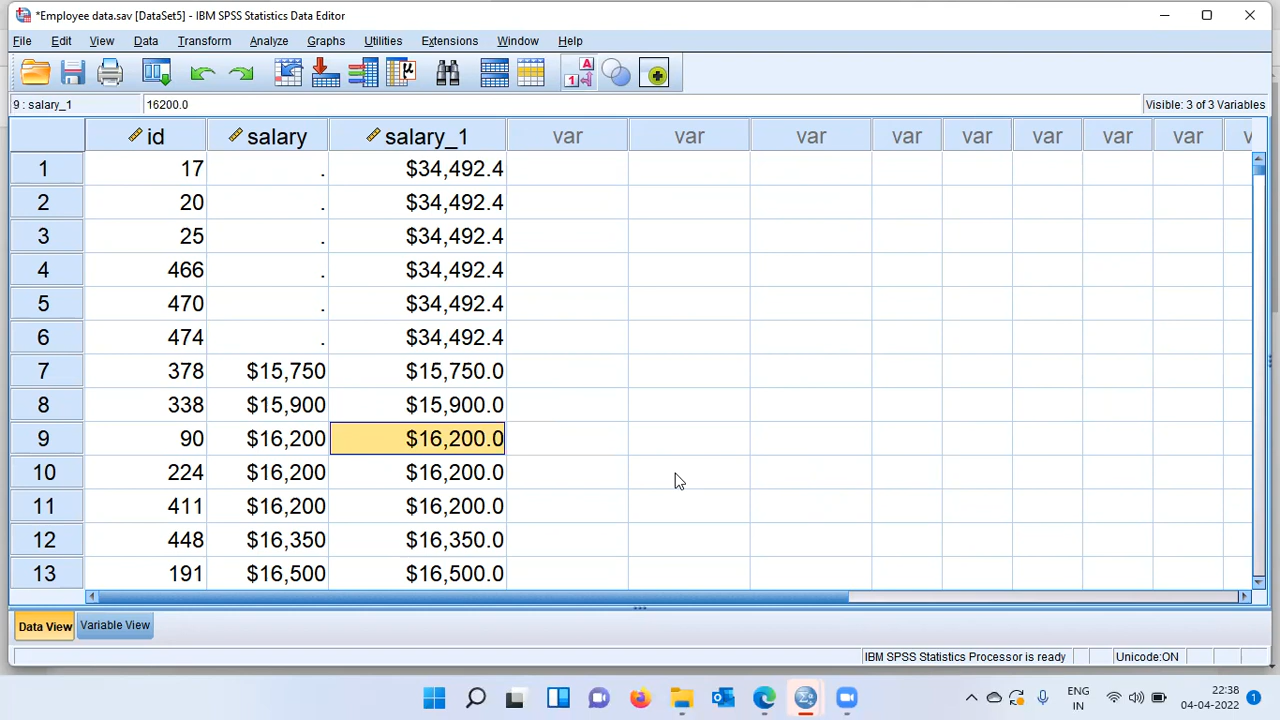 *Employee data.sav [DataSet5] - IBM SPSS Statistics Data Editor
File Edit View Data Transform Analyze Graphs Utilities Extensions Window Help
9 : salary_1 16200.0 Visible: 3 of 3 Variables
id salary salary_1 var var var var var var var v
1 17 . $34,492.4
2 20 . $34,492.4
3 25 . $34,492.4
4 466 . $34,492.4
5 470 . $34,492.4
6 474 . $34,492.4
7 378 $15,750 $15,750.0
8 338 $15,900 $15,900.0
9 90 $16,200 $16,200.0
10 224 $16,200 $16,200.0
11 411 $16,200 $16,200.0
12 448 $16,350 $16,350.0
13 191 $16,500 $16,500.0
Data View Variable View
IBM SPSS Statistics Processor is ready Unicode:ON
ENG 22:38
IN 04-04-2022 1